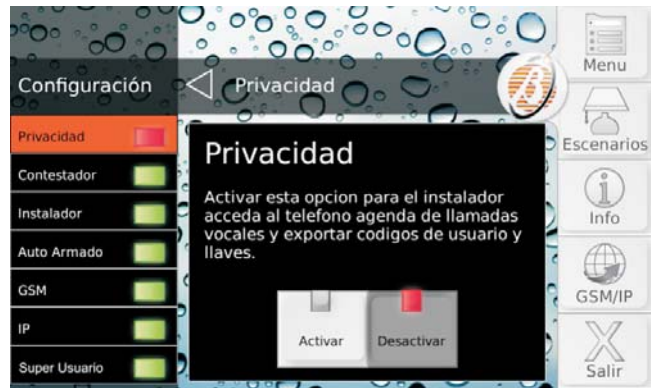 Configuración
Privacidad
Menu
Privacidad
Contestador
Instalador
Auto Armado
GSM
IP
Super Usuario
Privacidad
Activar esta opcion para el instalador
acceda al telefono agenda de llamadas
vocales y exportar codigos de usuario y
llaves.
Activar
Desactivar
Escenarios
Info
GSM/IP
Salir